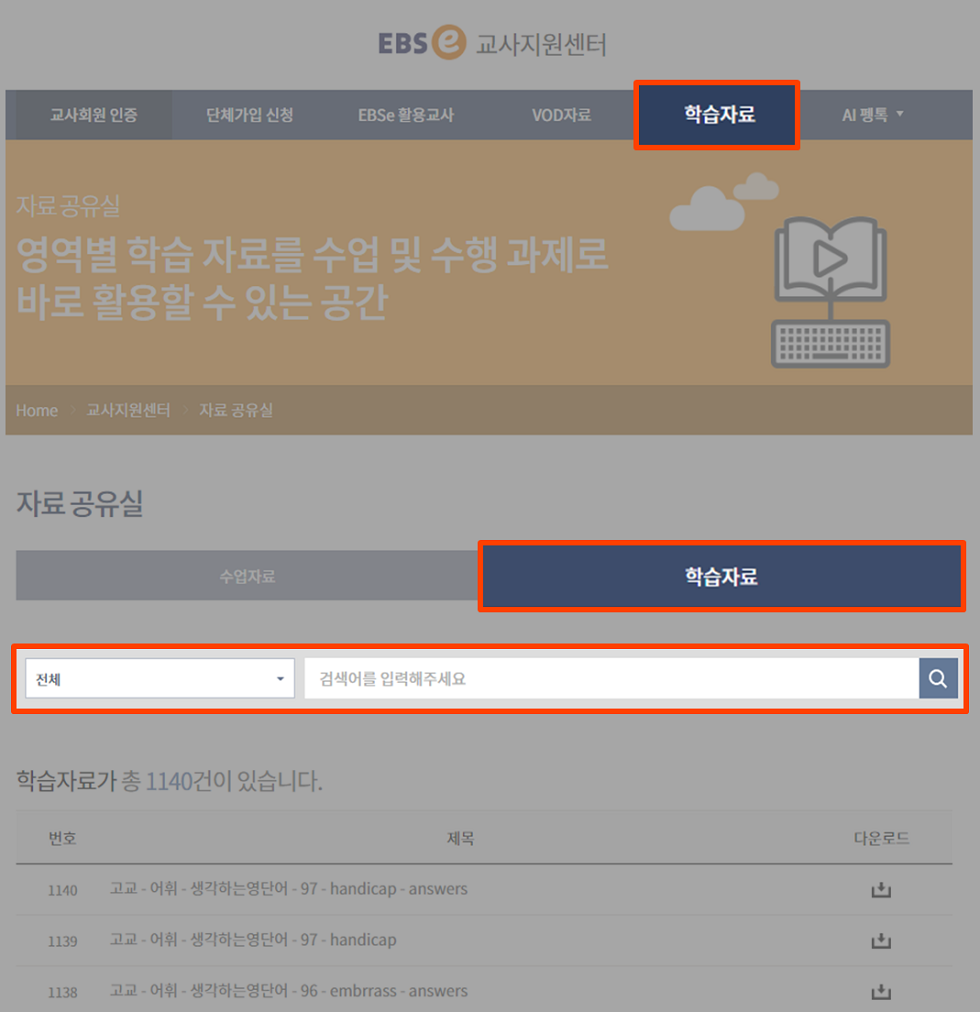 EBS e 교사지원센터
교사회원 인증 단체가입 신청 EBSe 활용교사 VOD자료 학습자료 AI 펭톡
자료 공유실
영역별 학습 자료를 수업 및 수행 과제로
바로 활용할 수 있는 공간
Home 교사지원센터 자료 공유실
자료 공유실
수업자료 학습자료
전체 검색어를 입력해주세요
학습자료가 총 1140건이 있습니다.
번호 제목 다운로드
1140 고교 - 어휘 - 생각하는영단어 - 97 - handicap - answers
1139 고교 - 어휘 - 생각하는영단어 - 97 - handicap
1138 고교 - 어휘 - 생각하는영단어 - 96 - embrrass - answers